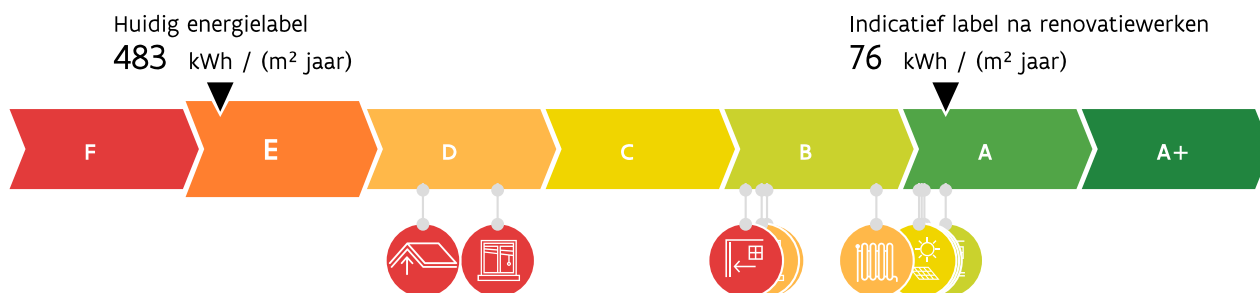 Huidig energielabel
483 kWh / (m² jaar)
Indicatief label na renovatiewerken
76 kWh / (m² jaar)
F E D C B A A+